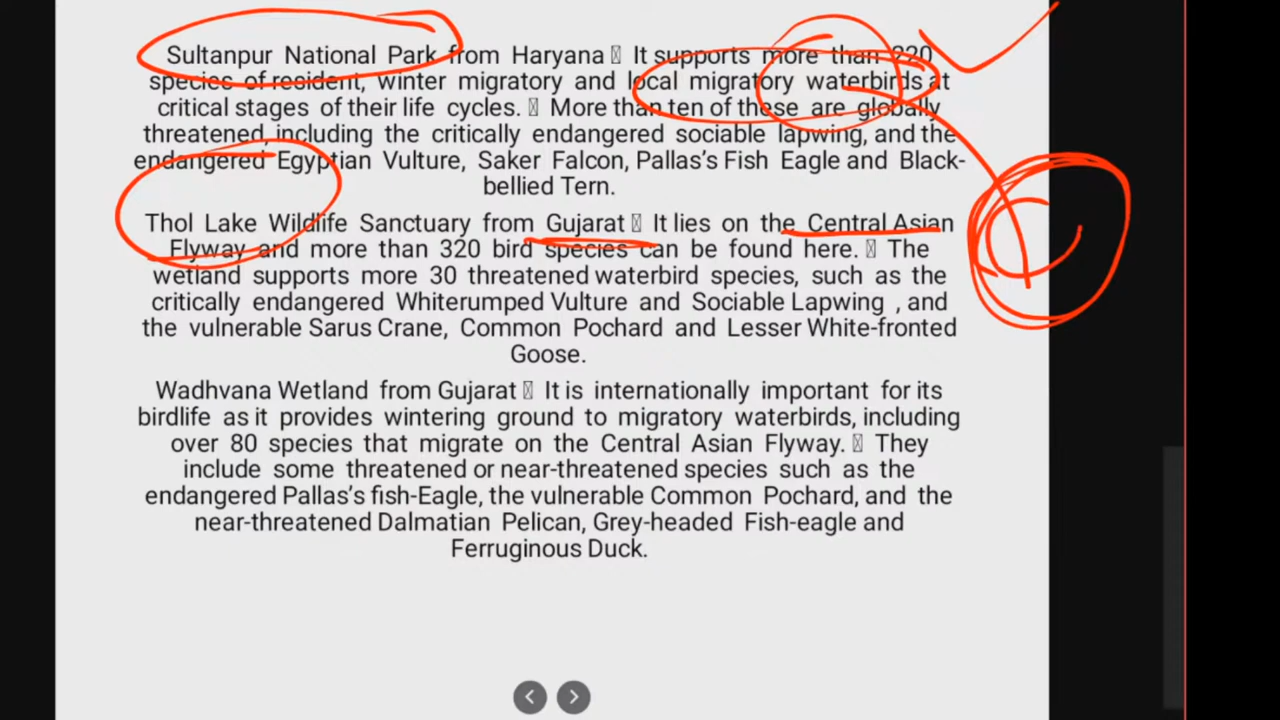 Sultanpur National Park from Haryana  It supports more than 220
species of resident, winter migratory and local migratory waterbirds at
critical stages of their life cycles.  More than ten of these are globally
threatened, including the critically endangered sociable lapwing, and the
endangered Egyptian Vulture, Saker Falcon, Pallas's Fish Eagle and Black-
bellied Tern.
Thol Lake Wildlife Sanctuary from Gujarat  It lies on the Central Asian
Flyway and more than 320 bird species can be found here.  The
wetland supports more 30 threatened waterbird species, such as the
critically endangered Whiterumped Vulture and Sociable Lapwing , and
the vulnerable Sarus Crane, Common Pochard and Lesser White-fronted
Goose.
Wadhvana Wetland from Gujarat  It is internationally important for its
birdlife as it provides wintering ground to migratory waterbirds, including
over 80 species that migrate on the Central Asian Flyway.  They
include some threatened or near-threatened species such as the
endangered Pallas's fish-Eagle, the vulnerable Common Pochard, and the
near-threatened Dalmatian Pelican, Grey-headed Fish-eagle and
Ferruginous Duck.